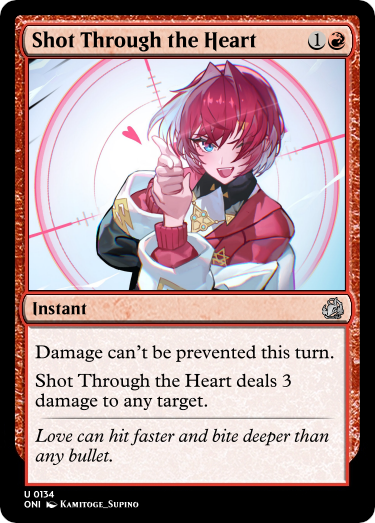 Shot Through the Heart 1
Instant
Damage can't be prevented this turn.
Shot Through the Heart deals 3
damage to any target.
Love can hit faster and bite deeper than
any bullet.
U 0134
ONI Kamitoge_Supino